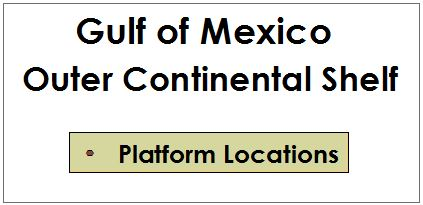 Gulf of Mexico
Outer Continental Shelf
Platform Locations